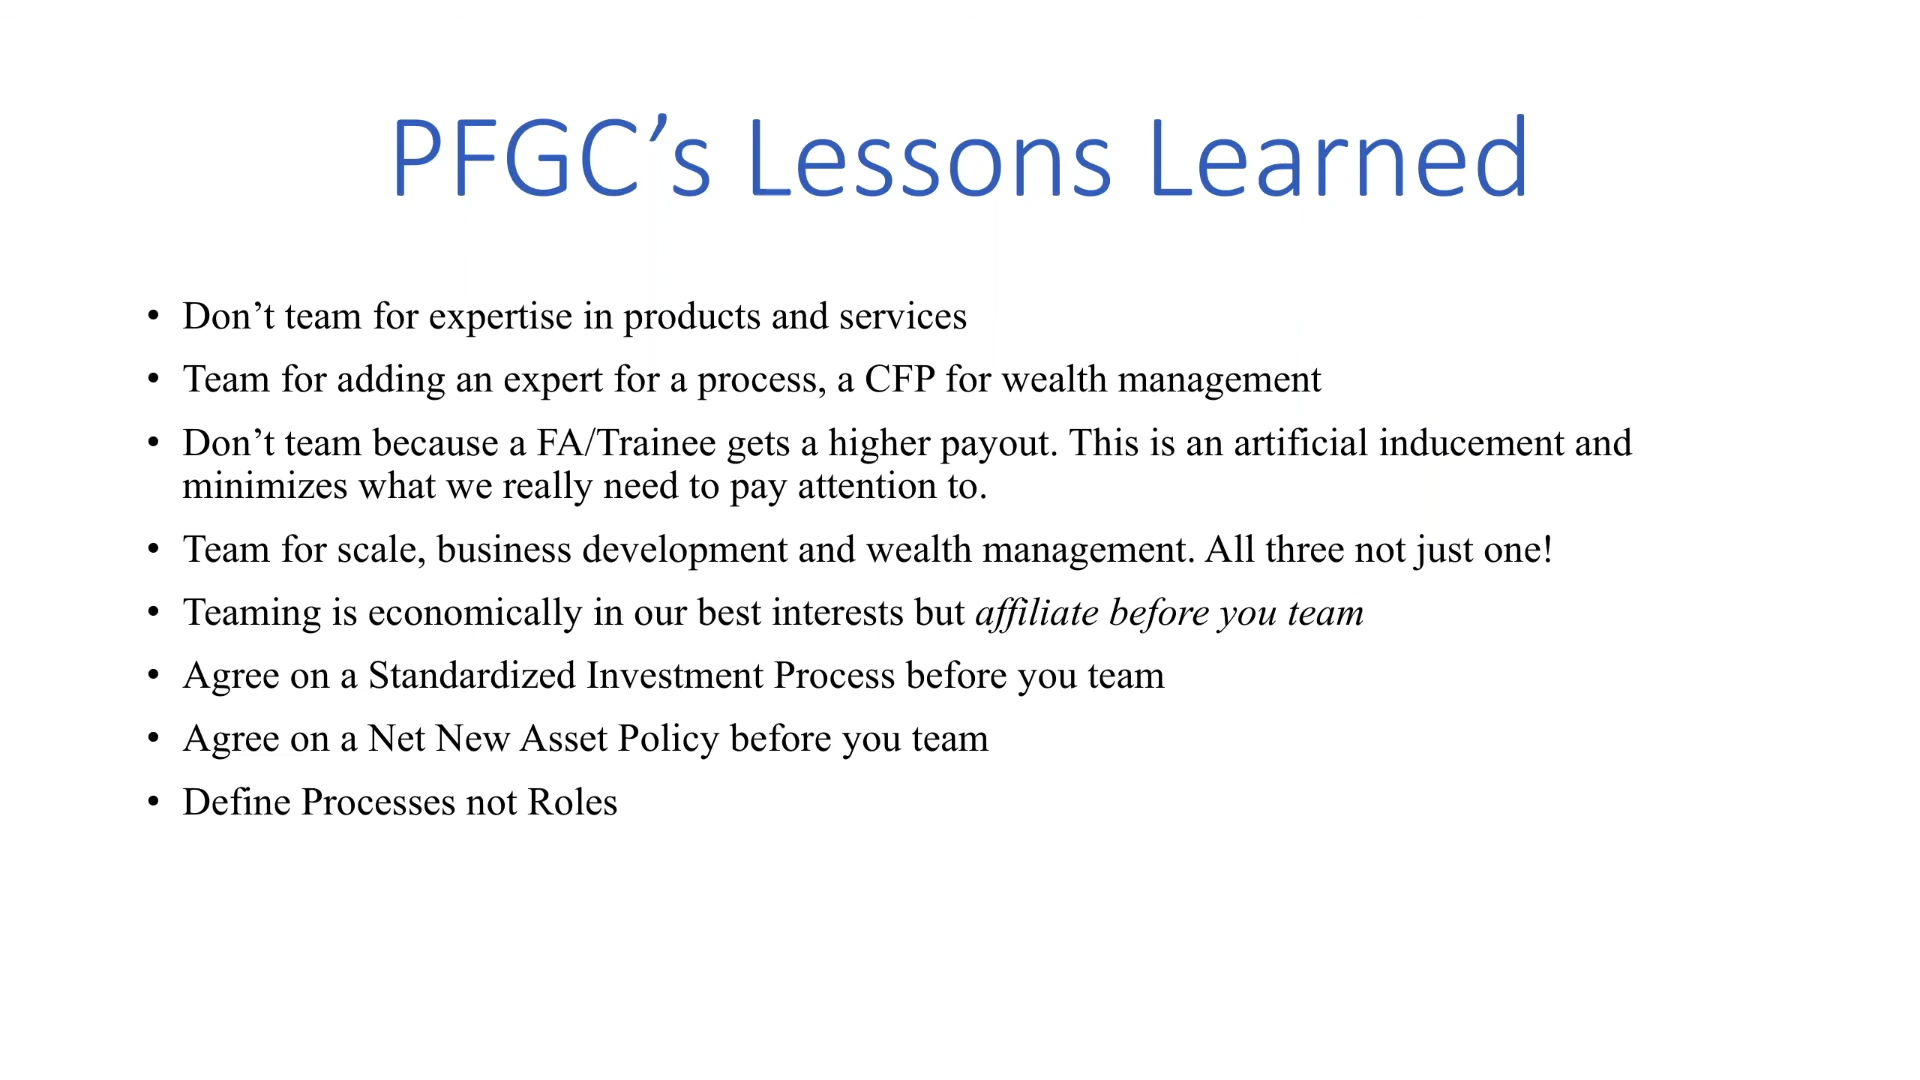 PFGC’s Lessons Learned
• Don’t team for expertise in products and services
• Team for adding an expert for a process, a CFP for wealth management
• Don’t team because a FA/Trainee gets a higher payout. This is an artificial inducement and
minimizes what we really need to pay attention to.
• Team for scale, business development and wealth management. All three not just one!
• Teaming is economically in our best interests but affiliate before you team
• Agree on a Standardized Investment Process before you team
• Agree on a Net New Asset Policy before you team
• Define Processes not Roles